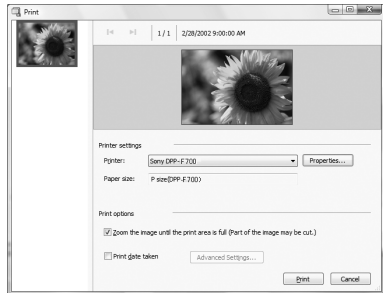 Print
1 / 1 2/28/2002 9:00:00 AM
Printer settings
Printer: Sony DPP-F700 Properties...
Paper size: P size(DPP-F700)
Print options
Zoom the image until the print area is full (Part of the image may be cut.)
Print date taken Advanced Settings...
Print Cancel